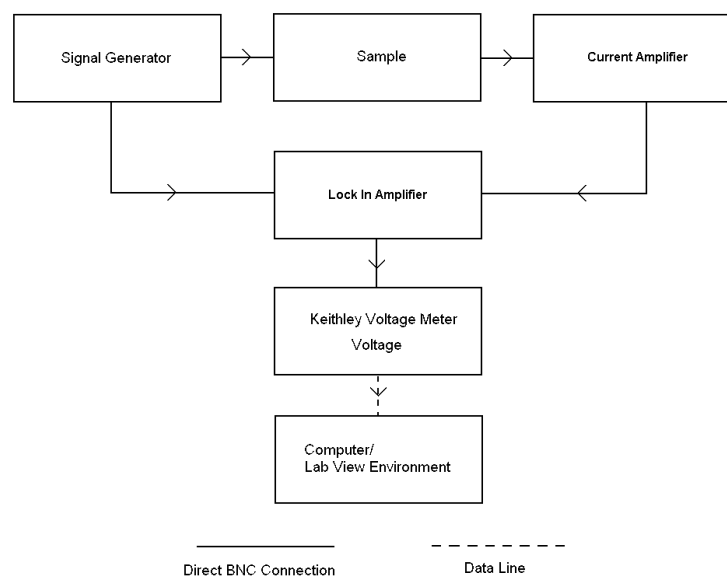 Signal Generator
Sample
Current Amplifier
Lock In Amplifier
Keithley Voltage Meter
Voltage
Computer/
Lab View Environment
Direct BNC Connection
Data Line